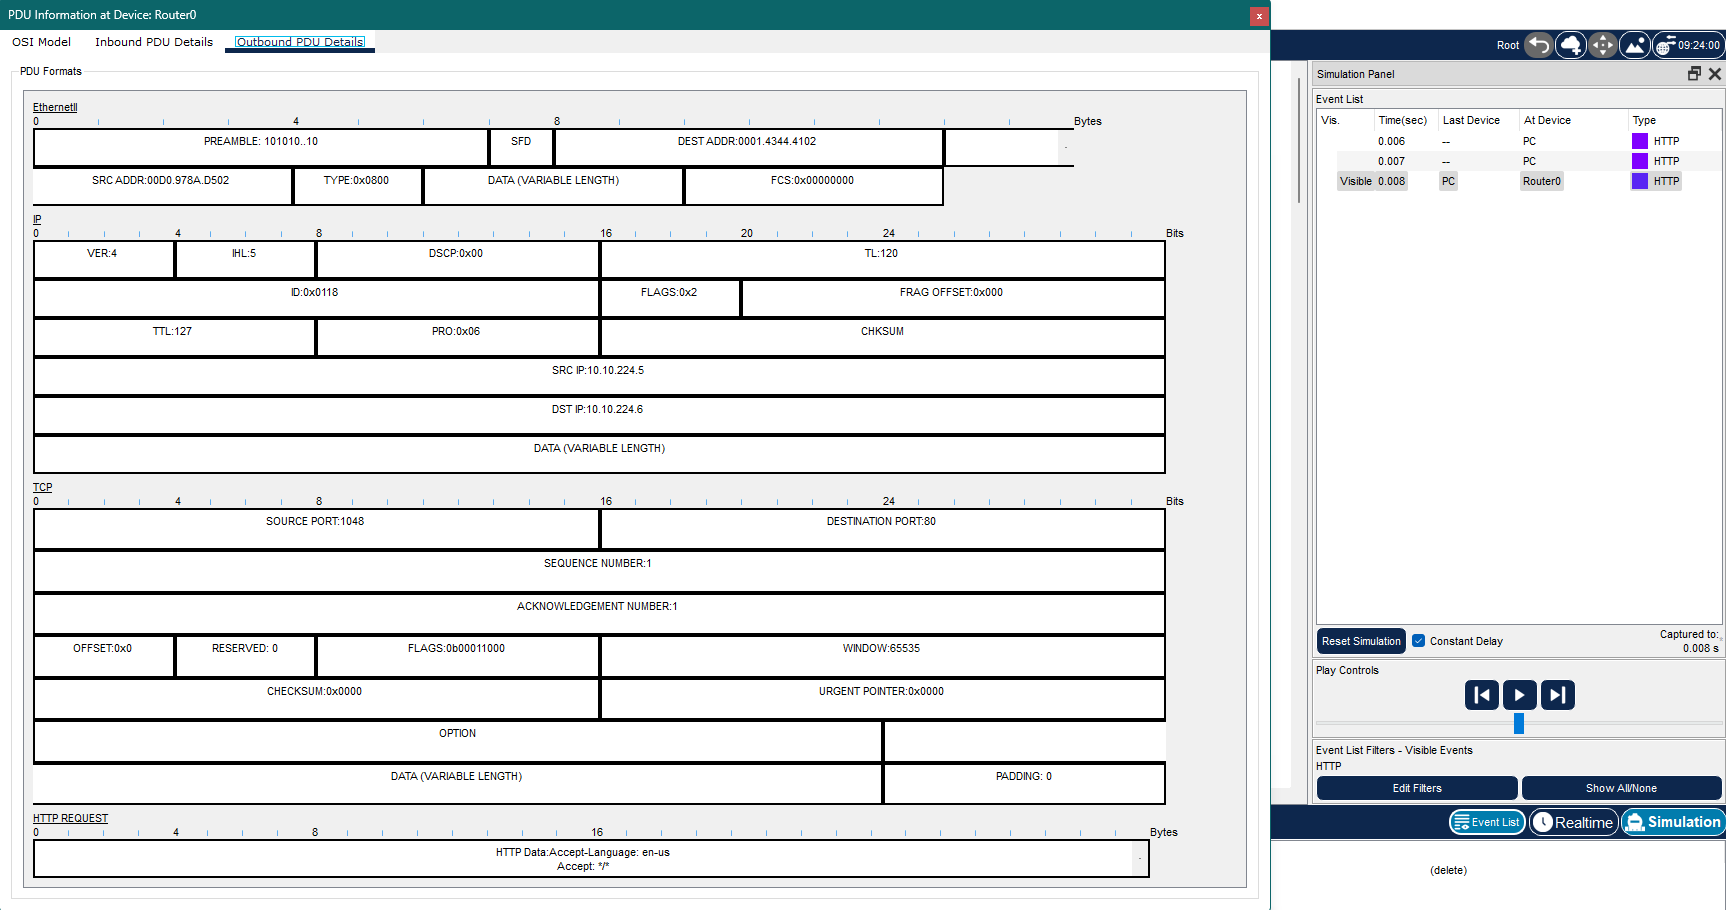 PDU Information at Device: Router0
x
OSI Model Inbound PDU Details Outbound PDU Details
PDU Formats
EthernetII
0 4 8 Bytes
PREAMBLE: 101010..10 SFD DEST ADDR:0001.4344.4102
SRC ADDR:00D0.978A.D502 TYPE:0x0800 DATA (VARIABLE LENGTH) FCS:0x00000000
IP
0 4 8 16 20 24 Bits
VER:4 IHL:5 DSCP:0x00 TL:120
ID:0x0118 FLAGS:0x2 FRAG OFFSET:0x000
TTL:127 PRO:0x06 CHKSUM
SRC IP:10.10.224.5
DST IP:10.10.224.6
DATA (VARIABLE LENGTH)
TCP
0 4 8 16 24 Bits
SOURCE PORT:1048 DESTINATION PORT:80
SEQUENCE NUMBER:1
ACKNOWLEDGEMENT NUMBER:1
OFFSET:0x0 RESERVED: 0 FLAGS:0b00011000 WINDOW:65535
CHECKSUM:0x0000 URGENT POINTER:0x0000
OPTION
DATA (VARIABLE LENGTH) PADDING: 0
HTTP REQUEST
0 4 8 16 Bytes
HTTP Data:Accept-Language: en-us
Accept: */*
Root 09:24:00
Simulation Panel
Event List
Vis. Time(sec) Last Device At Device Type
0.006 -- PC HTTP
0.007 -- PC HTTP
Visible 0.008 PC Router0 HTTP
Reset Simulation Constant Delay Captured to:
0.008 s
Play Controls
Event List Filters - Visible Events
HTTP
Edit Filters Show All/None
Event List Realtime Simulation
(delete)